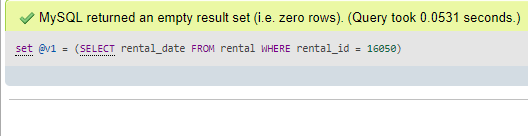 MySQL returned an empty result set (i.e. zero rows). (Query took 0.0531 seconds.)
set @v1 = (SELECT rental_date FROM rental WHERE rental_id = 16050)